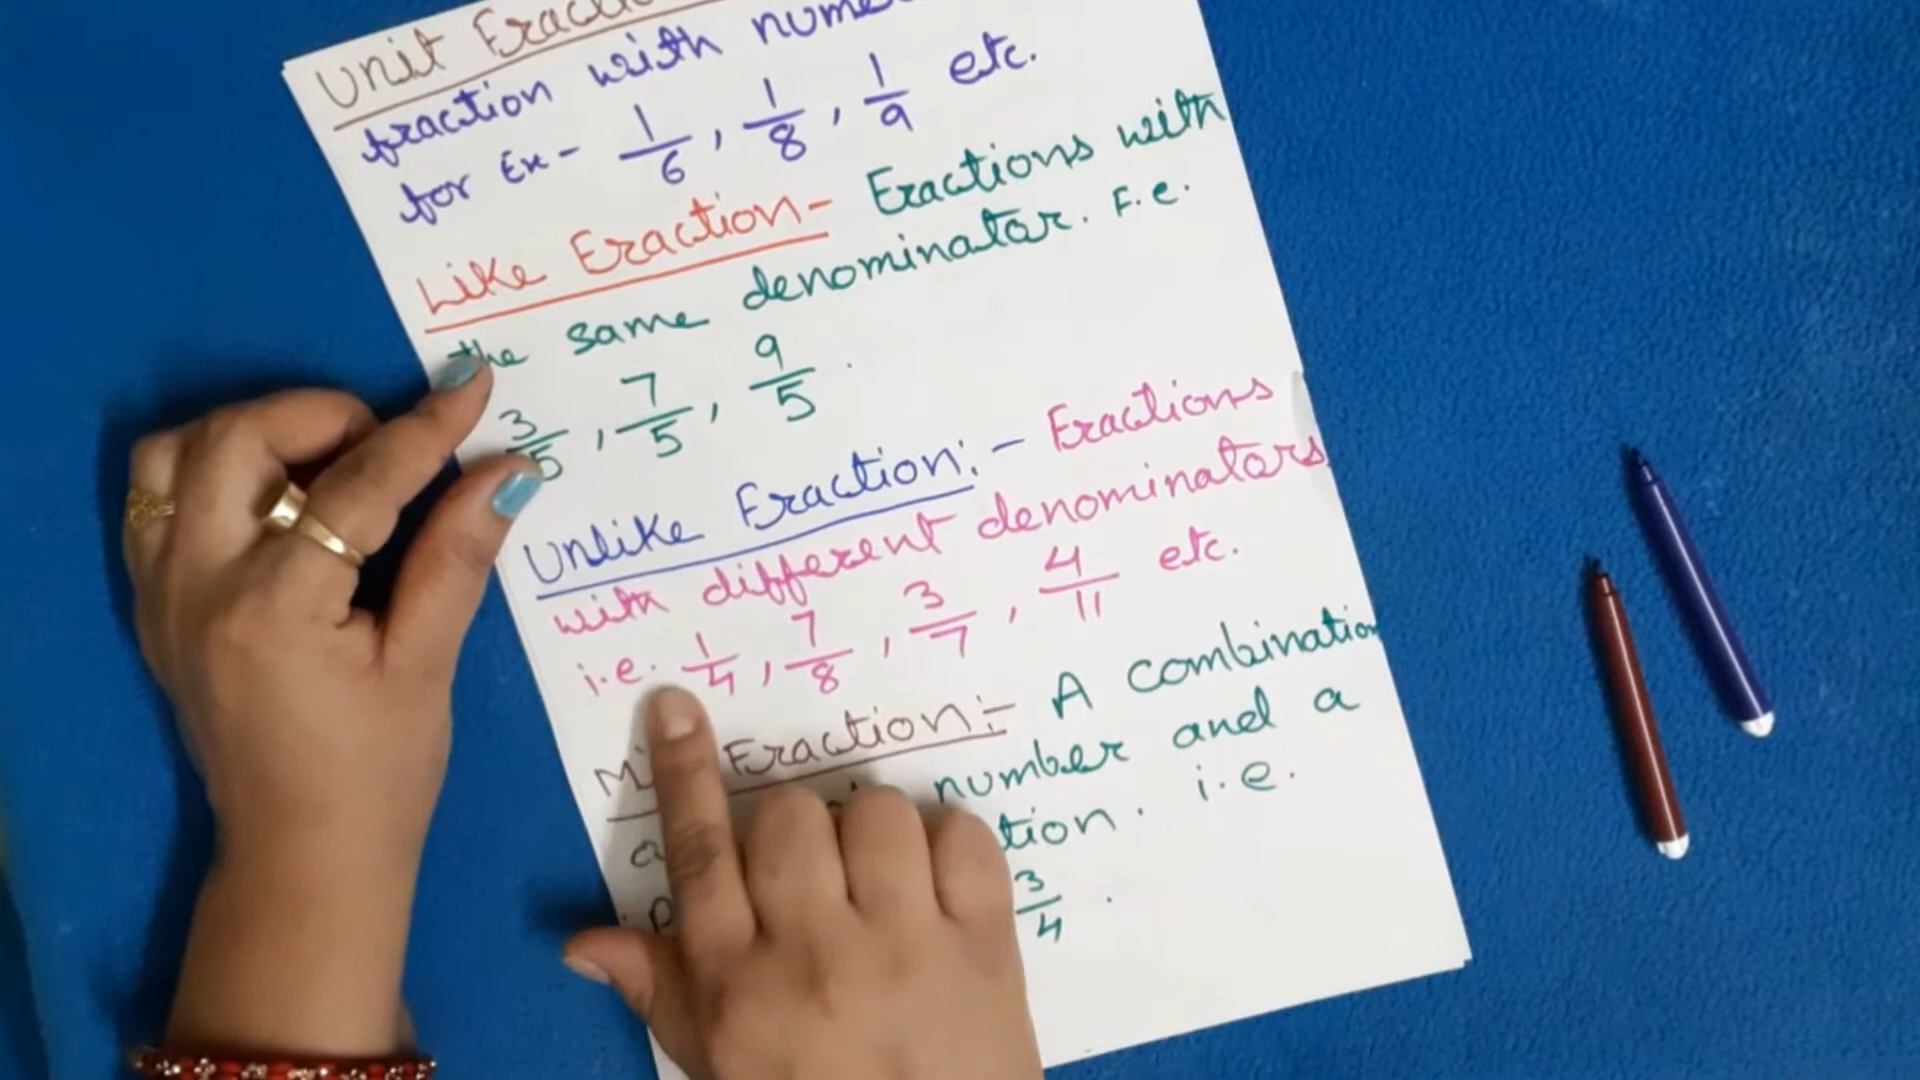 Unit
fraction with
for Ex- 1/6, 1/8, 1/9 etc.
Like Fraction- Fractions with
the same denominator. F.e.
3/5, 7/5, 9/5.
Unlike Fraction:- Fractions
with different denominators
i.e. 1/4, 7/8, 3/7, 4/11 etc.
Fraction:- A combination
number and a
i.e.
3/4.